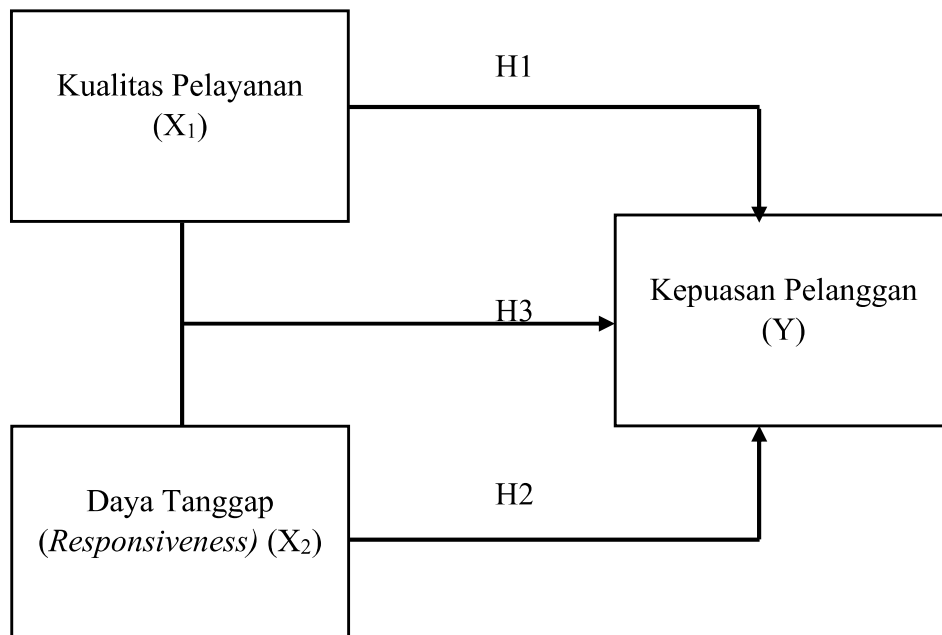 Kualitas Pelayanan
(X₁)
H1
Kepuasan Pelanggan
(Y)
H3
Daya Tanggap
(Responsiveness) (X₂)
H2